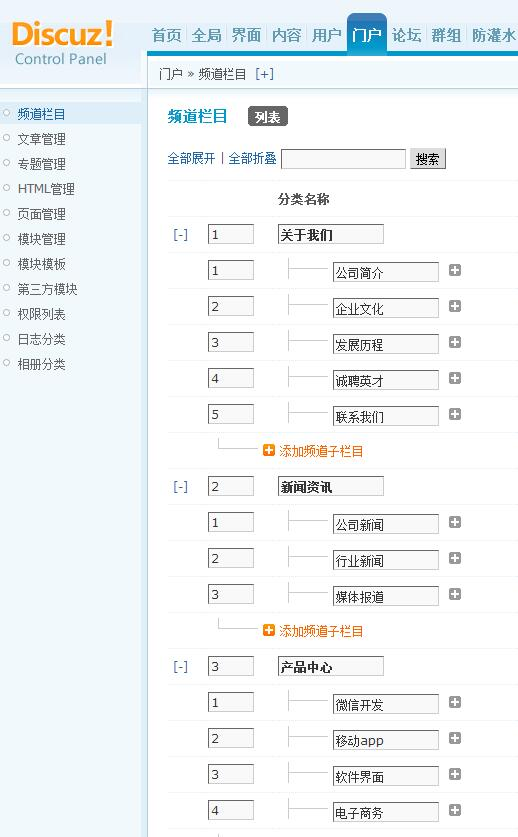 Discuz!
Control Panel
首页 全局 界面 内容 用户 门户 论坛 群组 防灌水
门户 » 频道栏目 [+]
频道栏目
文章管理
专题管理
HTML管理
页面管理
模块管理
模块模板
第三方模块
权限列表
日志分类
相册分类
频道栏目 列表
全部展开 | 全部折叠 搜索
分类名称
[-] 1 关于我们
1 公司简介
2 企业文化
3 发展历程
4 诚聘英才
5 联系我们
添加频道子栏目
[-] 2 新闻资讯
1 公司新闻
2 行业新闻
3 媒体报道
添加频道子栏目
[-] 3 产品中心
1 微信开发
2 移动app
3 软件界面
4 电子商务